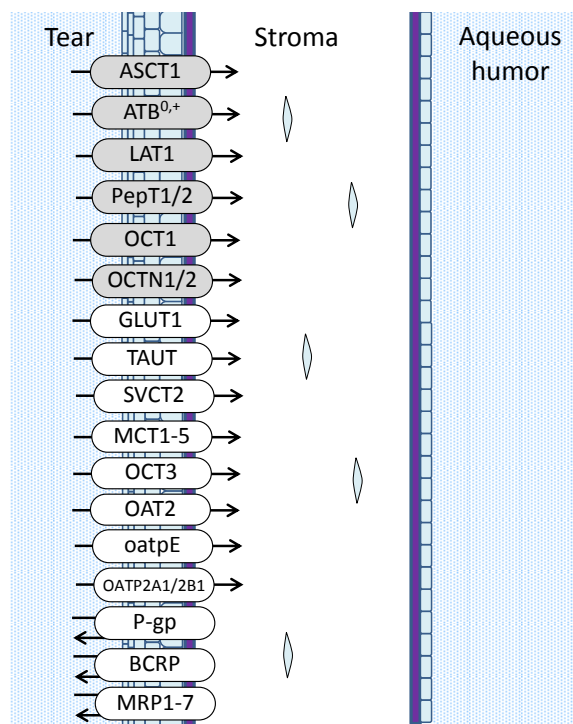 Tear
Stroma
Aqueous
humor
ASCT1
ATB⁰,⁺
LAT1
PepT1/2
OCT1
OCTN1/2
GLUT1
TAUT
SVCT2
MCT1-5
OCT3
OAT2
oatpE
OATP2A1/2B1
P-gp
BCRP
MRP1-7